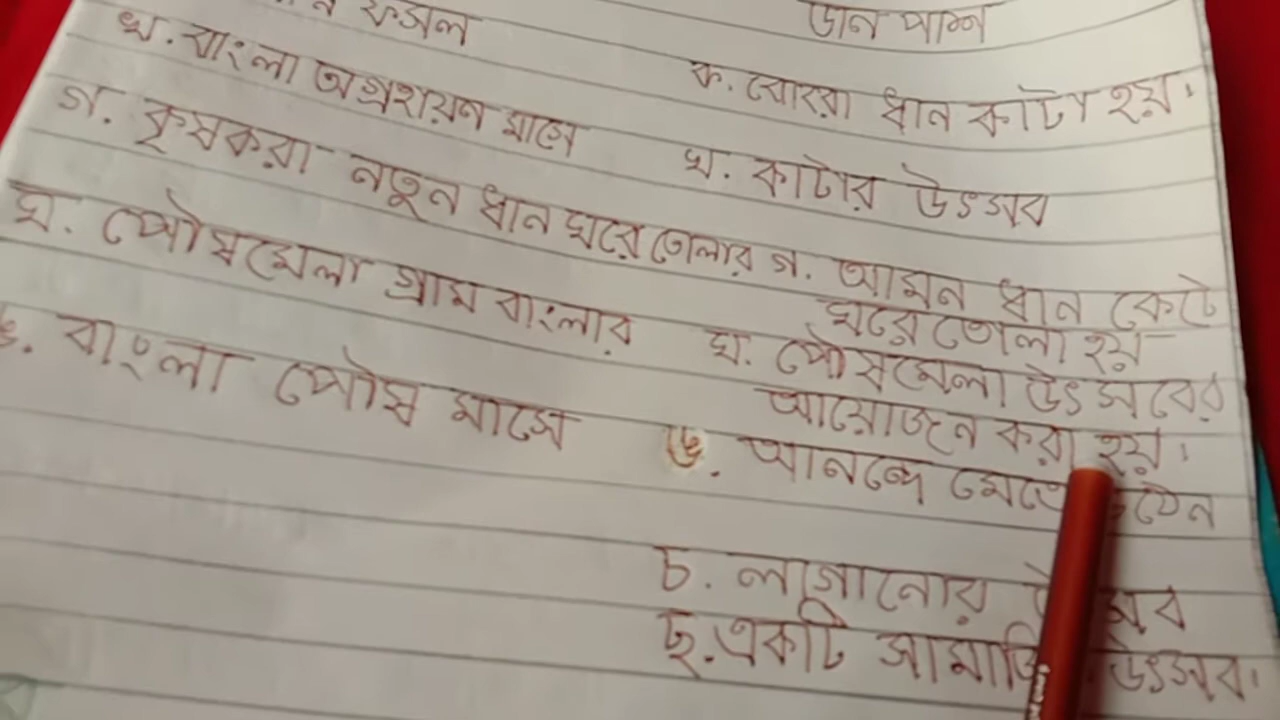 ফসল
ডান পাশ
খ. বাংলা অগ্রহায়ণ মাসে
ক. বোরো ধান কাটা হয়।
গ. কৃষকরা নতুন ধান ঘরে তোলার
খ. কাটার উৎসব
ঘ. পৌষমেলা গ্রাম বাংলার
গ. আমন ধান কেটে
ঘরে তোলা হয়
ঙ. বাংলা পৌষ মাসে
ঘ. পৌষমেলা উৎসবের
আয়োজন করা হয়।
ঙ. আনন্দে মেতে
চ. লাগানোর
ছ. একটি উৎসব।